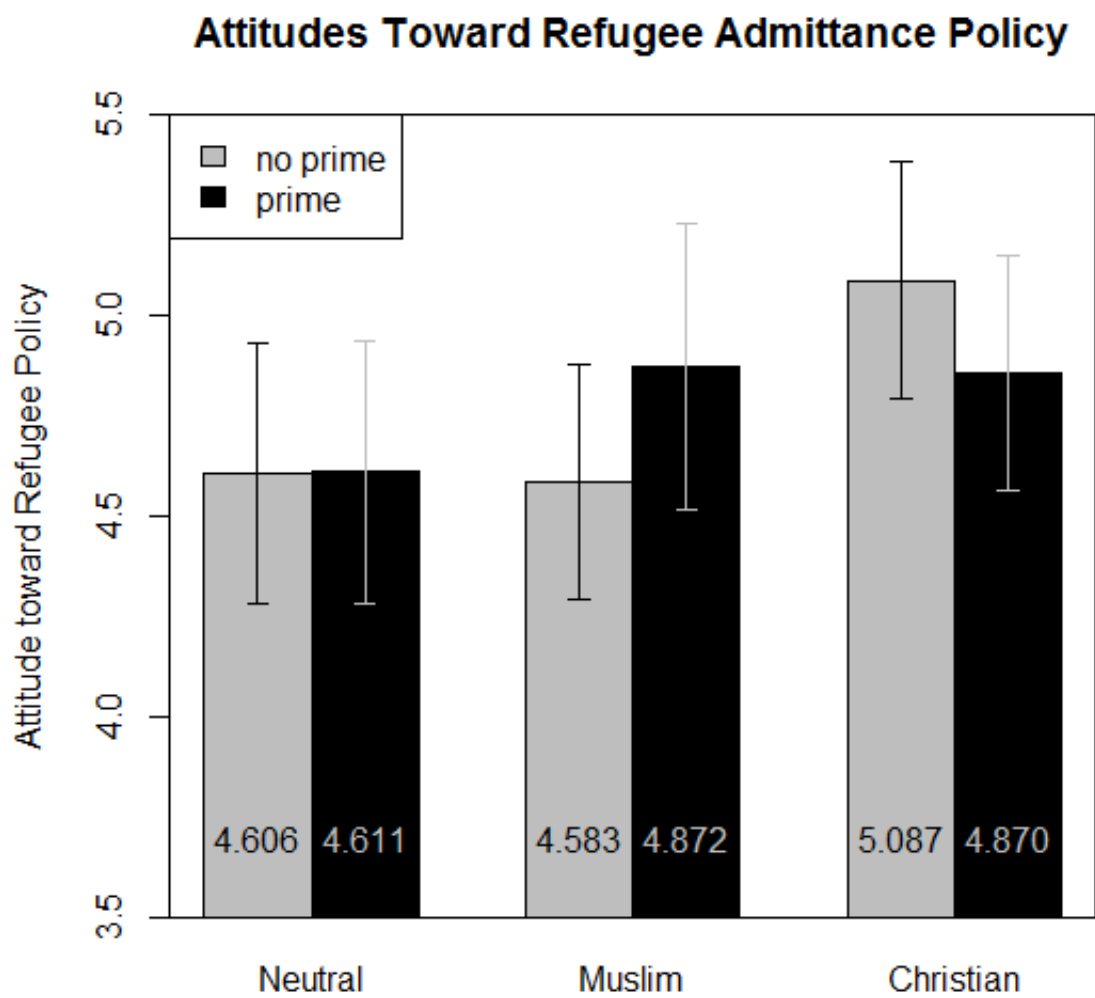 Attitudes Toward Refugee Admittance Policy
5.5
no prime
prime
5.0
4.5
4.0
3.5
Attitude toward Refugee Policy
4.606 4.611 4.583 4.872 5.087 4.870
Neutral Muslim Christian